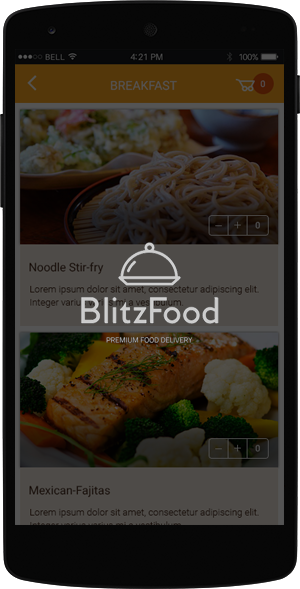 BELL 4:21 PM 100%
BREAKFAST 0
− + 0
Noodle Stir-fry
Lorem ipsum dolor sit amet, consectetur adipiscing elit.
Integer varius mi a vestibulum.
BlitzFood
PREMIUM FOOD DELIVERY
− + 0
Mexican-Fajitas
Lorem ipsum dolor sit amet, consectetur adipiscing elit.
Integer varius mi a vestibulum.